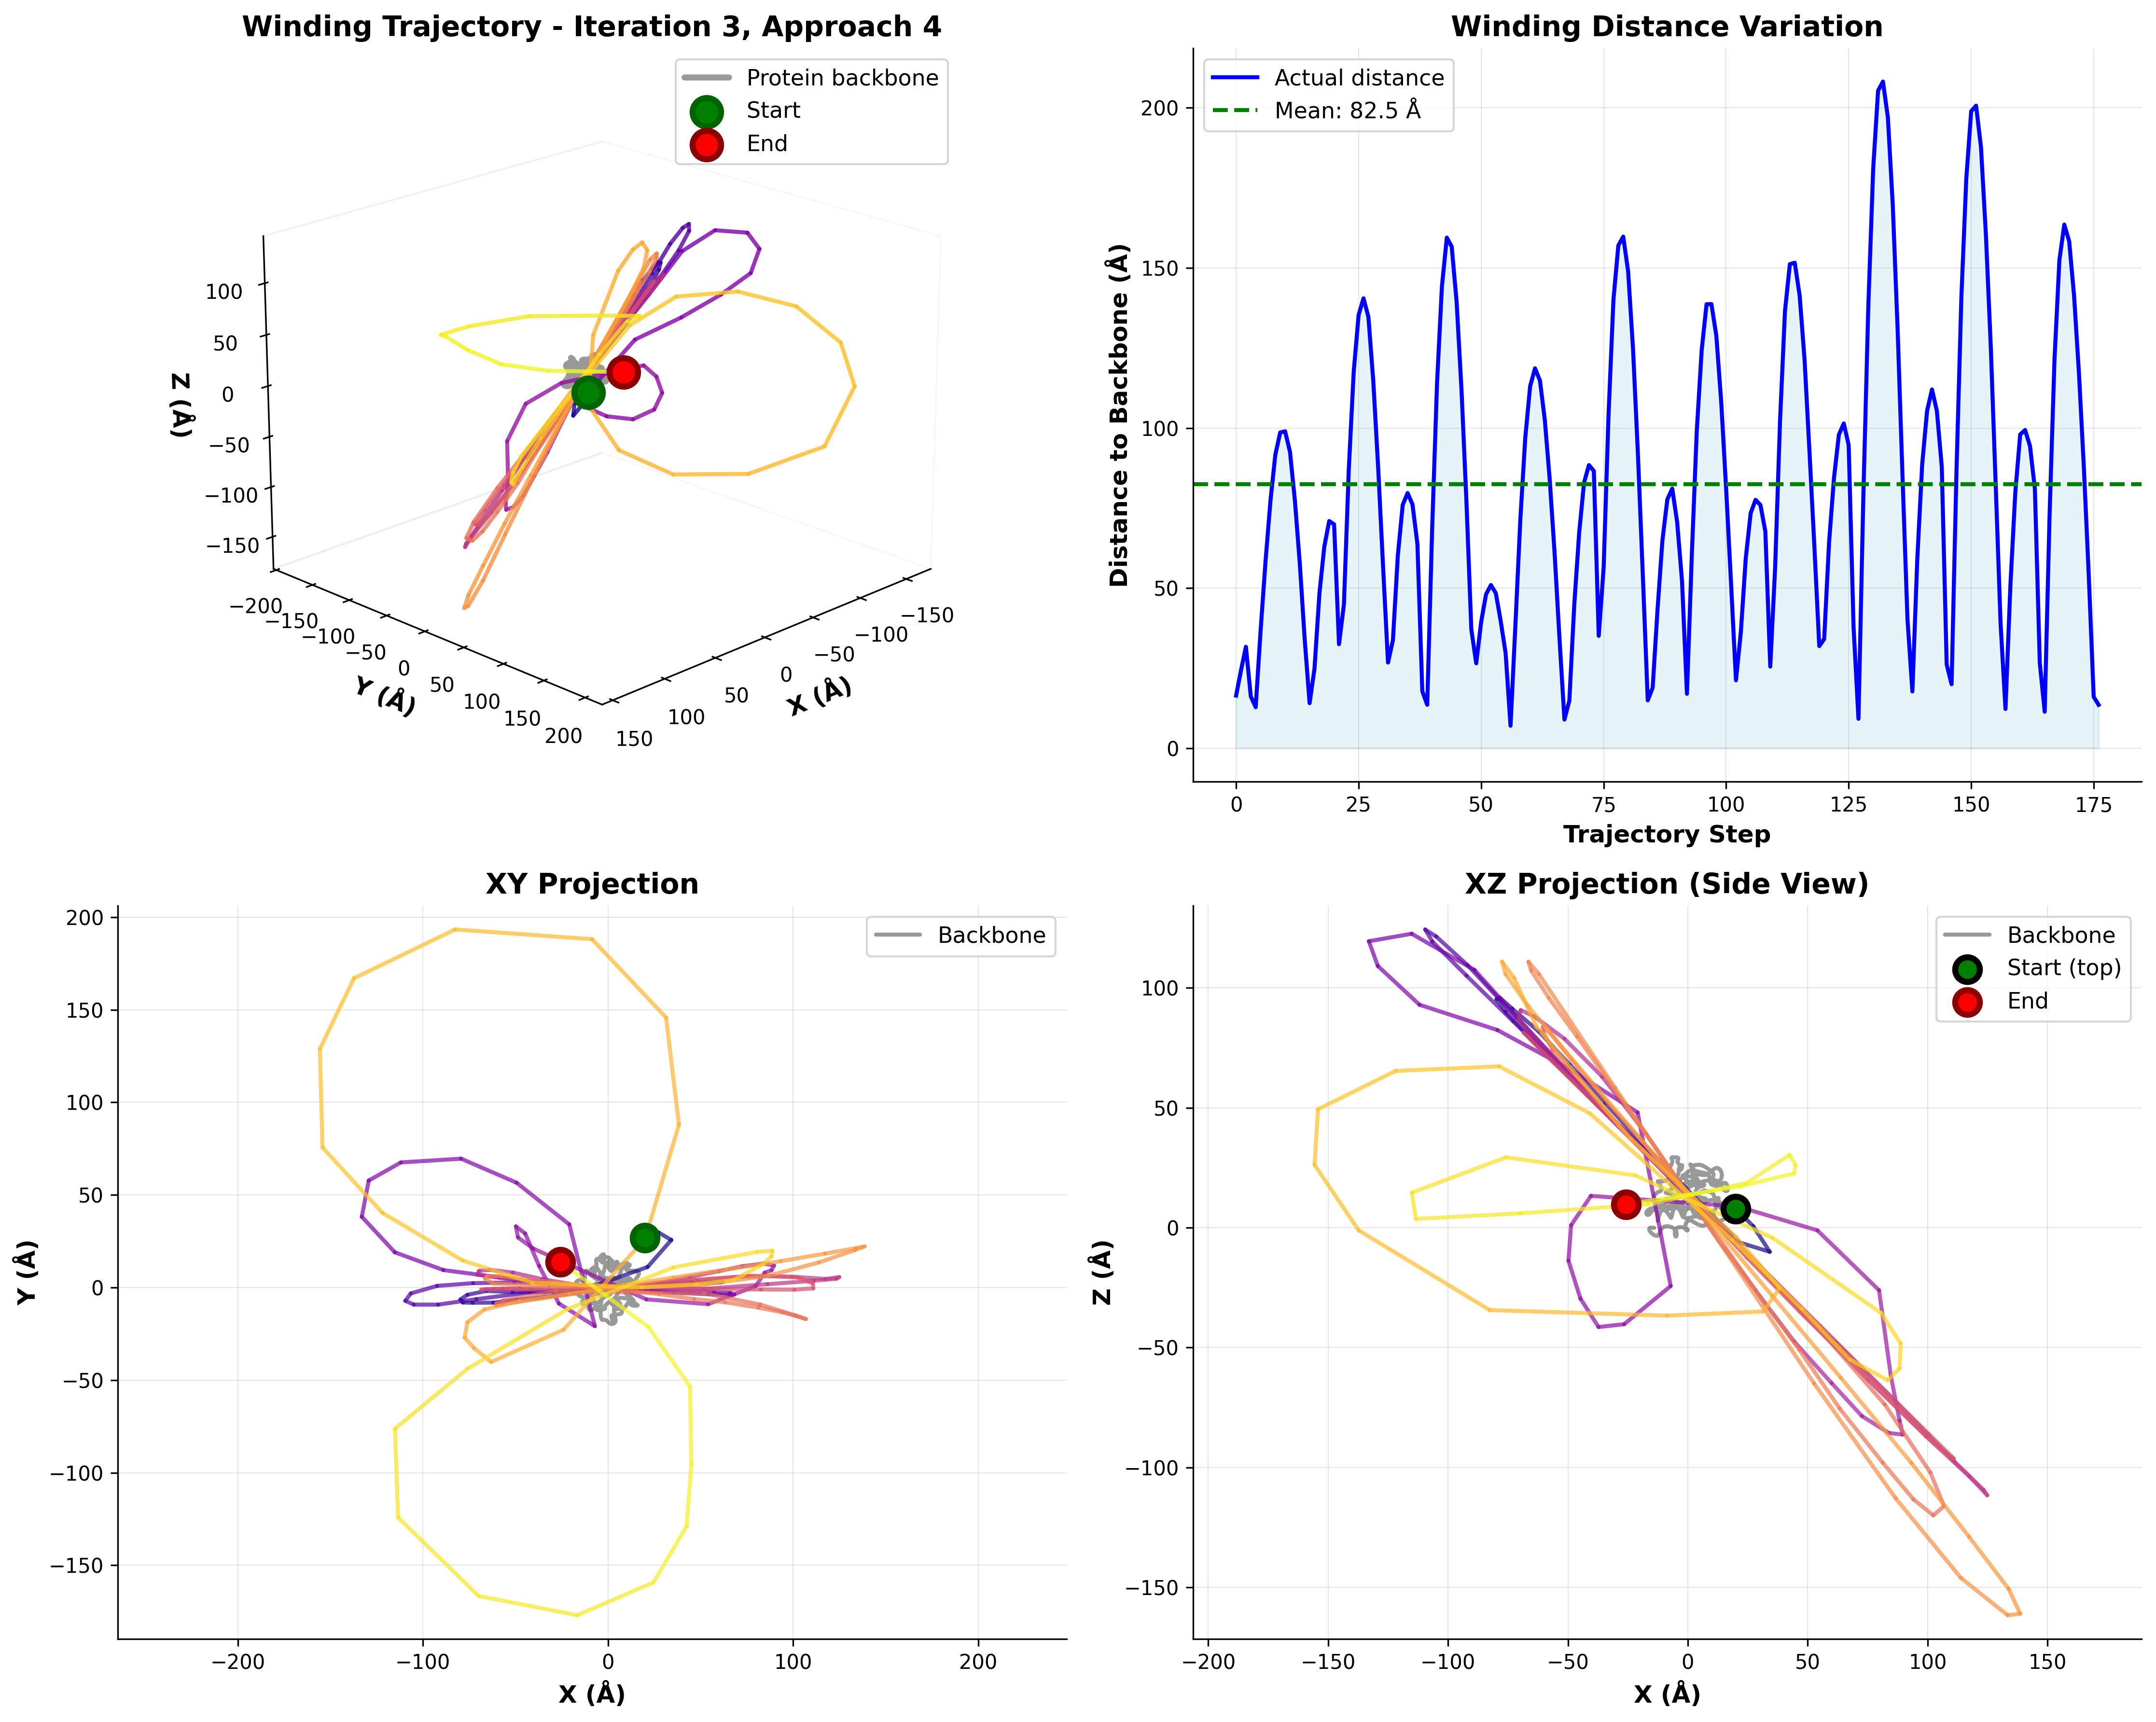 Winding Trajectory - Iteration 3, Approach 4
Protein backbone
Start
End
100
50
0
−50
−100
−150
Z (Å)
−200
−150
−100
−50
0
50
100
150
200
Y (Å)
150
100
50
0
−50
−100
−150
X (Å)
Winding Distance Variation
Actual distance
Mean: 82.5 Å
200
150
100
50
0
Distance to Backbone (Å)
0 25 50 75 100 125 150 175
Trajectory Step
XY Projection
Backbone
200
150
100
50
0
−50
−100
−150
Y (Å)
−200 −100 0 100 200
X (Å)
XZ Projection (Side View)
Backbone
Start (top)
End
100
50
0
−50
−100
−150
Z (Å)
−200 −150 −100 −50 0 50 100 150
X (Å)